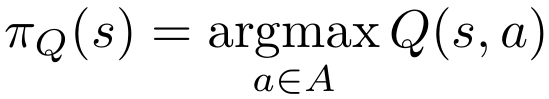 π_Q(s) = argmax_{a∈A} Q(s, a)